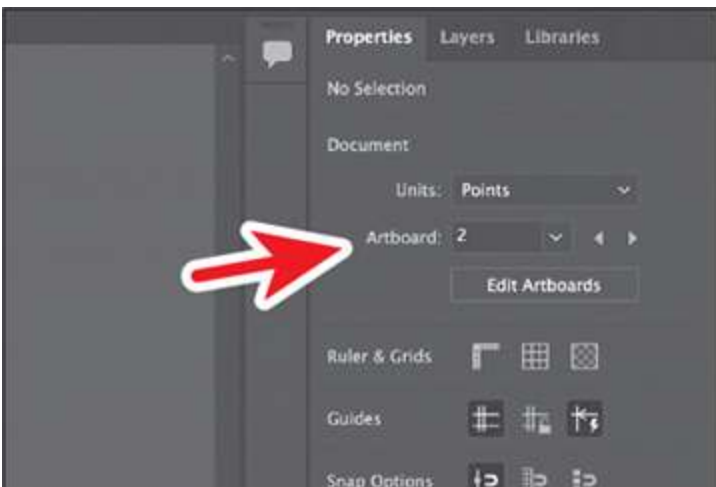 Properties Layers Libraries
No Selection
Document
Units: Points
Artboard: 2
Edit Artboards
Ruler & Grids
Guides
Snap Options